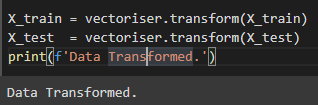 X_train = vectoriser.transform(X_train)
X_test  = vectoriser.transform(X_test)
print(f'Data Transformed.')
Data Transformed.